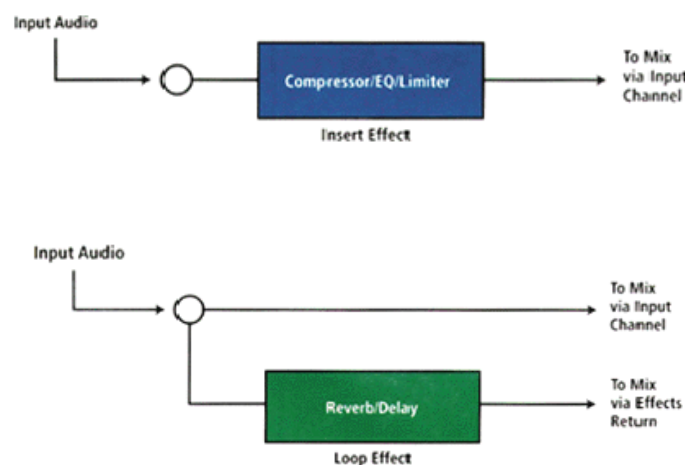 Input Audio
Compressor/EQ/Limiter
To Mix
via Input
Channel
Insert Effect
Input Audio
To Mix
via Input
Channel
Reverb/Delay
To Mix
via Effects
Return
Loop Effect